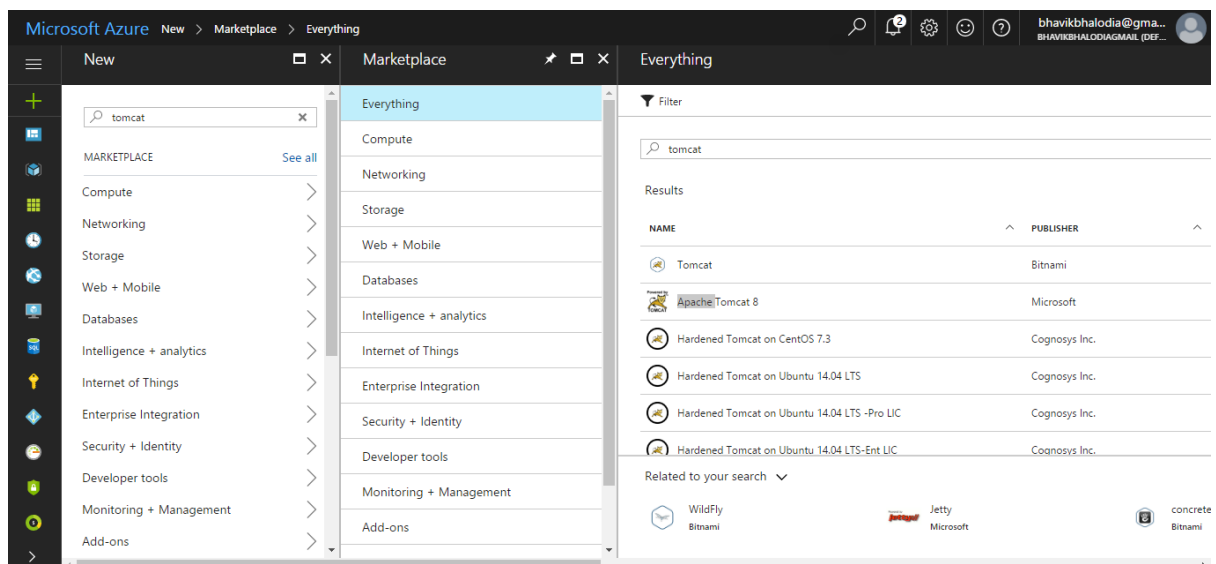 Microsoft Azure New > Marketplace > Everything
2
bhavikbhalodia@gma...
BHAVIKBHALODIAGMAIL (DEF...
New
tomcat
MARKETPLACE See all
Compute
Networking
Storage
Web + Mobile
Databases
Intelligence + analytics
Internet of Things
Enterprise Integration
Security + Identity
Developer tools
Monitoring + Management
Add-ons
Marketplace
Everything
Compute
Networking
Storage
Web + Mobile
Databases
Intelligence + analytics
Internet of Things
Enterprise Integration
Security + Identity
Developer tools
Monitoring + Management
Add-ons
Everything
Filter
tomcat
Results
NAME PUBLISHER
Tomcat Bitnami
Apache Tomcat 8 Microsoft
Hardened Tomcat on CentOS 7.3 Cognosys Inc.
Hardened Tomcat on Ubuntu 14.04 LTS Cognosys Inc.
Hardened Tomcat on Ubuntu 14.04 LTS -Pro LIC Cognosys Inc.
Hardened Tomcat on Ubuntu 14.04 LTS-Ent LIC Cognosys Inc.
Related to your search
WildFly
Bitnami
Jetty
Microsoft
concrete
Bitnami